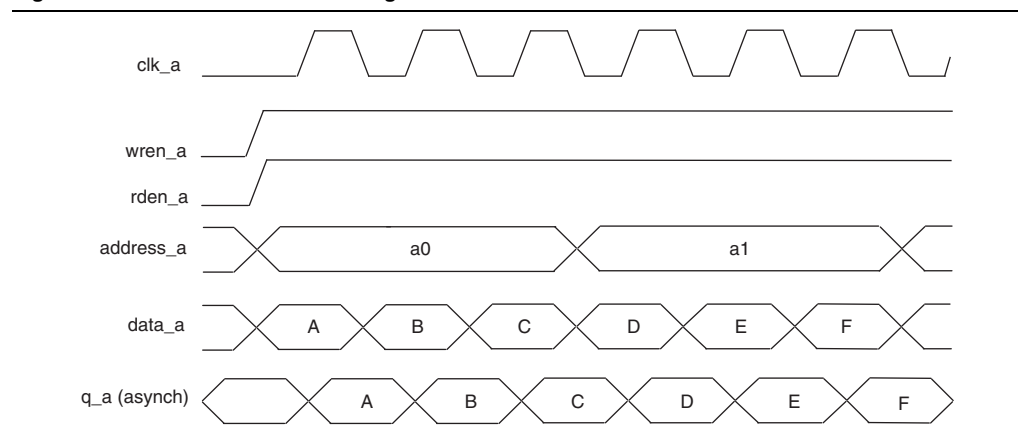 clk_a
wren_a
rden_a
address_a a0 a1
data_a A B C D E F
q_a (asynch) A B C D E F